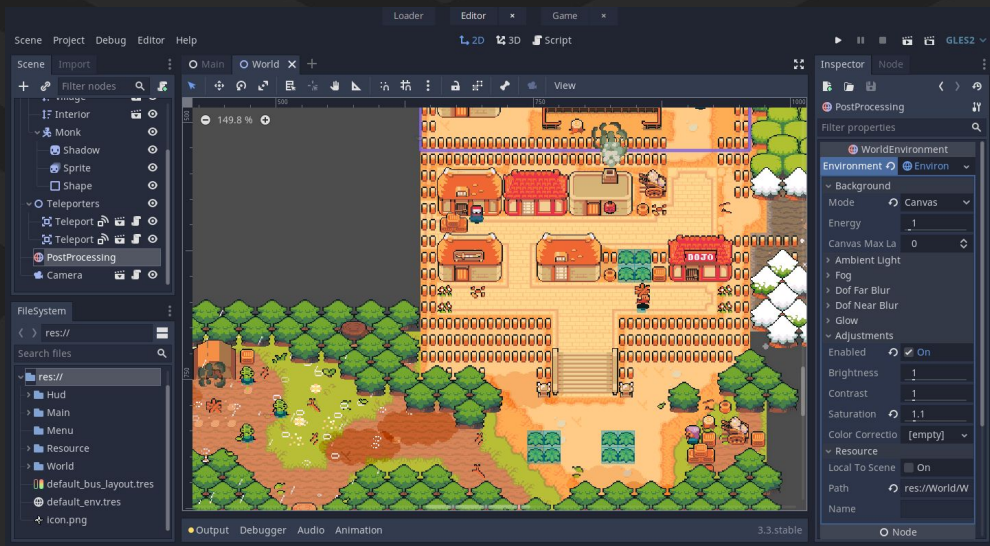 Loader Editor × Game ×
Scene Project Debug Editor Help
2D 3D Script
GLES2
Scene Import
Filter nodes
Interior
Monk
Shadow
Sprite
Shape
Teleporters
Teleport
Teleport
PostProcessing
Camera
FileSystem
res://
Search files
res://
Hud
Main
Menu
Resource
World
default_bus_layout.tres
default_env.tres
icon.png
Main World
View
500 750 1000
500
149.8 %
750
DOJO
Output Debugger Audio Animation
3.3.stable
Inspector Node
PostProcessing
Filter properties
WorldEnvironment
Environment Environ
Background
Mode Canvas
Energy 1
Canvas Max La 0
Ambient Light
Fog
Dof Far Blur
Dof Near Blur
Glow
Adjustments
Enabled On
Brightness 1
Contrast 1
Saturation 1.1
Color Correctio [empty]
Resource
Local To Scene On
Path res://World/W
Name
Node